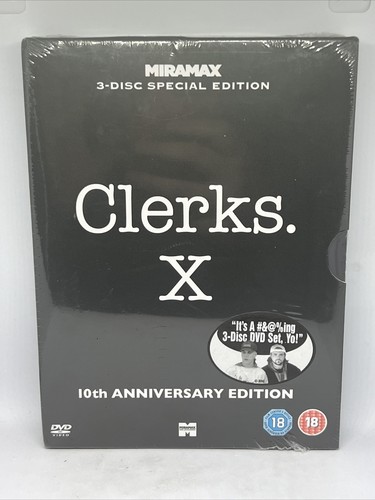 MIRAMAX
3-DISC SPECIAL EDITION
Clerks.
X
"It's A #&@%ing
3-Disc DVD Set, Yo!"
10th ANNIVERSARY EDITION
DVD
VIDEO
MIRAMAX
18
18